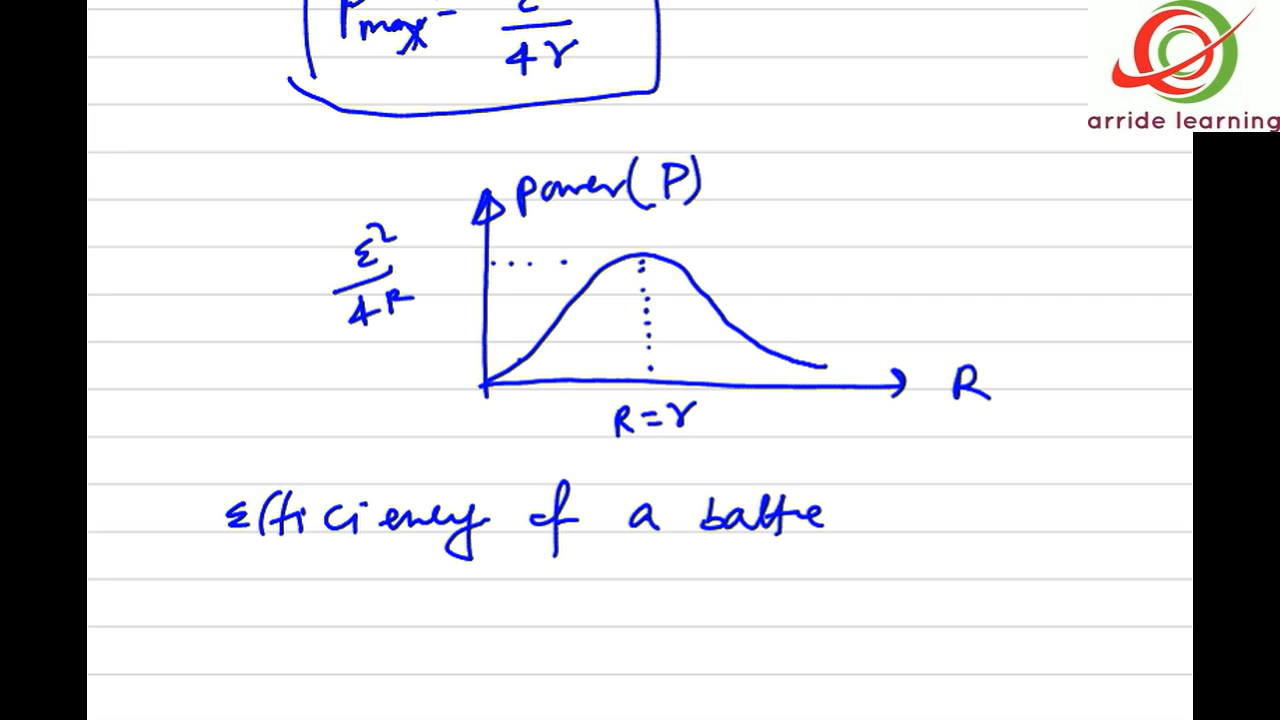 Pmax = ε²/4r
arride learning
Power(P)
ε²/4R
R
R = r
Efficiency of a batte